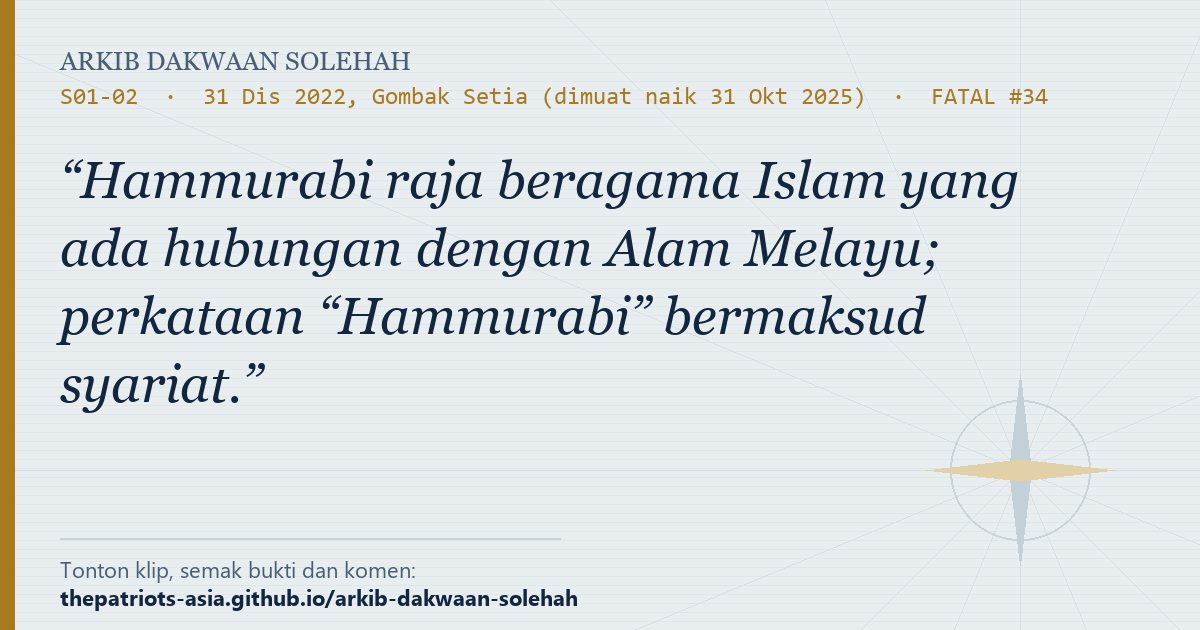 ARKIB DAKWAAN SOLEHAH
S01-02 · 31 Dis 2022, Gombak Setia (dimuat naik 31 Okt 2025) · FATAL #34
“Hammurabi raja beragama Islam yang
ada hubungan dengan Alam Melayu;
perkataan “Hammurabi” bermaksud
syariat.”
Tonton klip, semak bukti dan komen:
thepatriots-asia.github.io/arkib-dakwaan-solehah